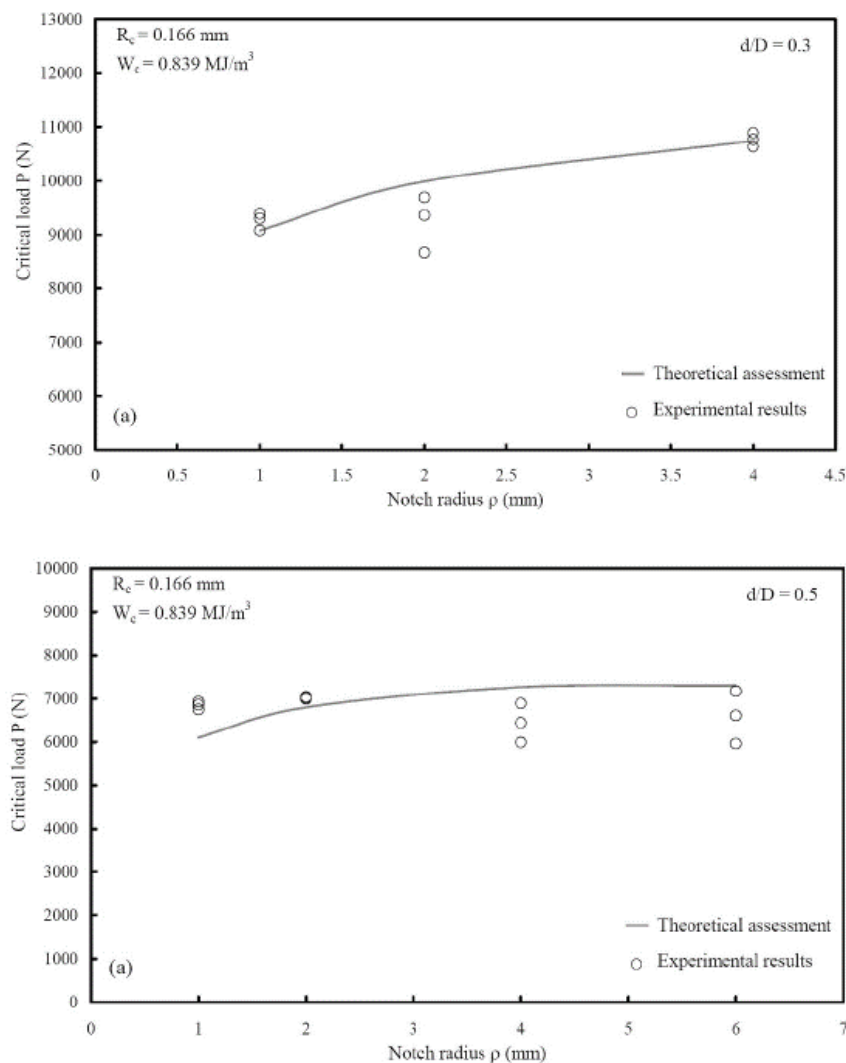 13000
R_c = 0.166 mm
d/D = 0.3
W_c = 0.839 MJ/m³
12000
11000
10000
9000
8000
7000
6000
5000
Critical load P (N)
Theoretical assessment
Experimental results
(a)
0 0.5 1 1.5 2 2.5 3 3.5 4 4.5
Notch radius ρ (mm)
10000
R_c = 0.166 mm
d/D = 0.5
W_c = 0.839 MJ/m³
9000
8000
7000
6000
5000
4000
3000
2000
1000
0
Critical load P (N)
Theoretical assessment
Experimental results
(a)
0 1 2 3 4 5 6 7
Notch radius ρ (mm)